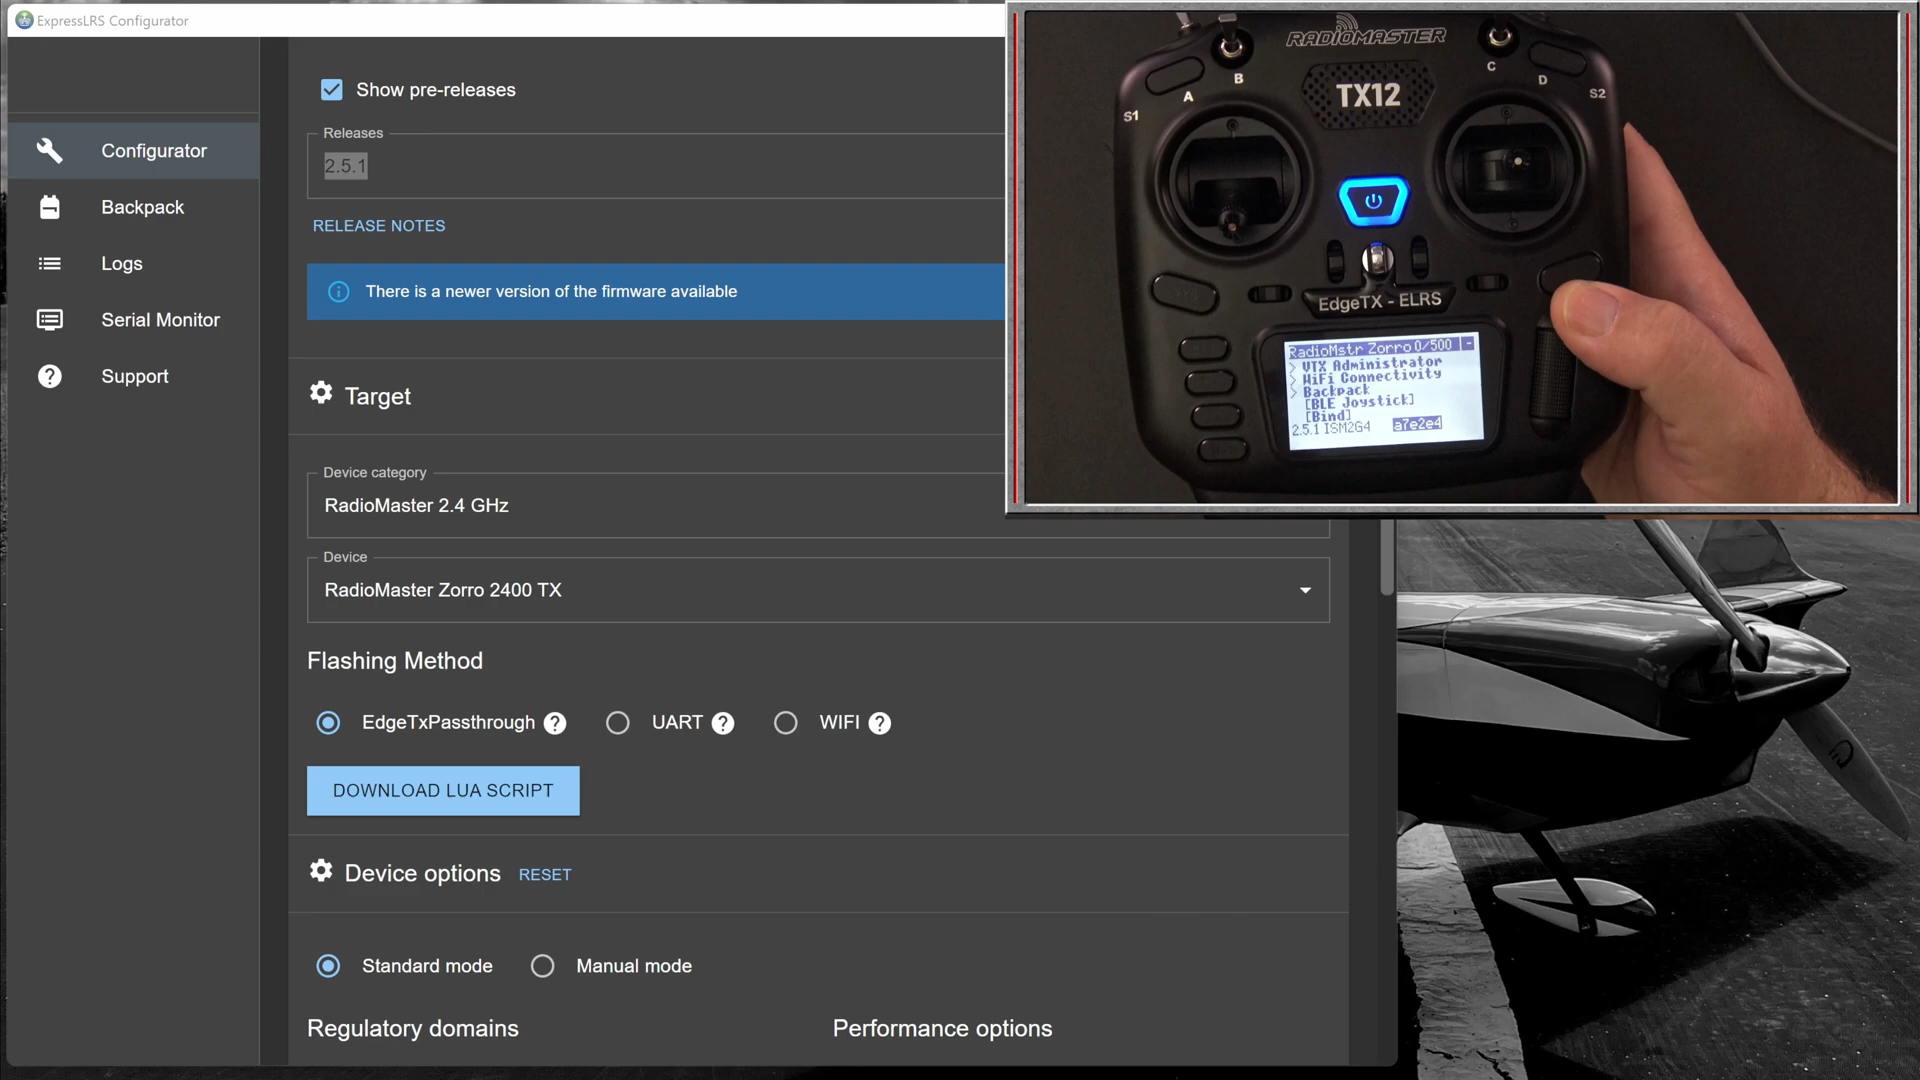 ExpressLRS Configurator
Configurator
Backpack
Logs
Serial Monitor
Support
Show pre-releases
Releases
2.5.1
RELEASE NOTES
There is a newer version of the firmware available
Target
Device category
RadioMaster 2.4 GHz
Device
RadioMaster Zorro 2400 TX
Flashing Method
EdgeTxPassthrough ? UART ? WIFI ?
DOWNLOAD LUA SCRIPT
Device options RESET
Standard mode Manual mode
Regulatory domains Performance options
RADIOMASTER
TX12
S1 A B C D S2
EdgeTX - ELRS
RadioMstr Zorro 0/500 -
> VTX Administrator
> WiFi Connectivity
> Backpack
[BLE Joystick]
[Bind]
2.5.1 ISM2G4 a7e2e4